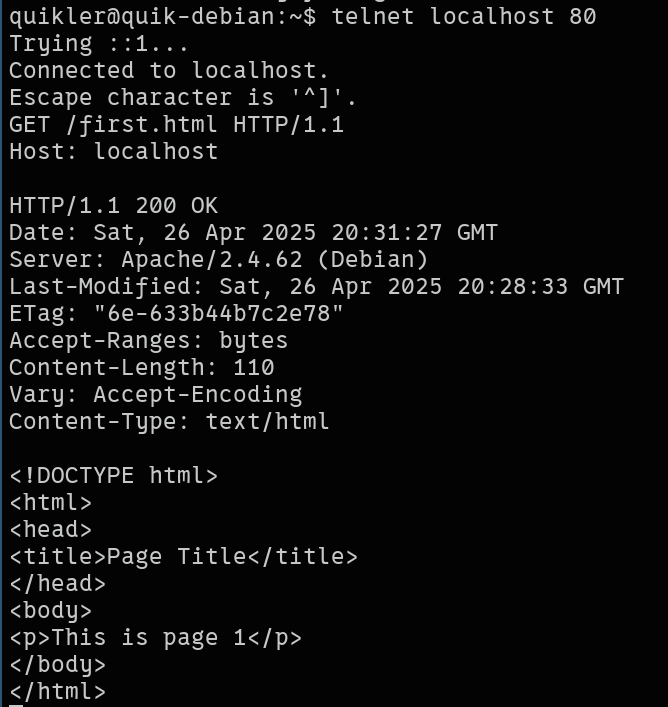 quikler@quik-debian:~$ telnet localhost 80
Trying ::1...
Connected to localhost.
Escape character is '^]'.
GET /first.html HTTP/1.1
Host: localhost

HTTP/1.1 200 OK
Date: Sat, 26 Apr 2025 20:31:27 GMT
Server: Apache/2.4.62 (Debian)
Last-Modified: Sat, 26 Apr 2025 20:28:33 GMT
ETag: "6e-633b44b7c2e78"
Accept-Ranges: bytes
Content-Length: 110
Vary: Accept-Encoding
Content-Type: text/html

<!DOCTYPE html>
<html>
<head>
<title>Page Title</title>
</head>
<body>
<p>This is page 1</p>
</body>
</html>